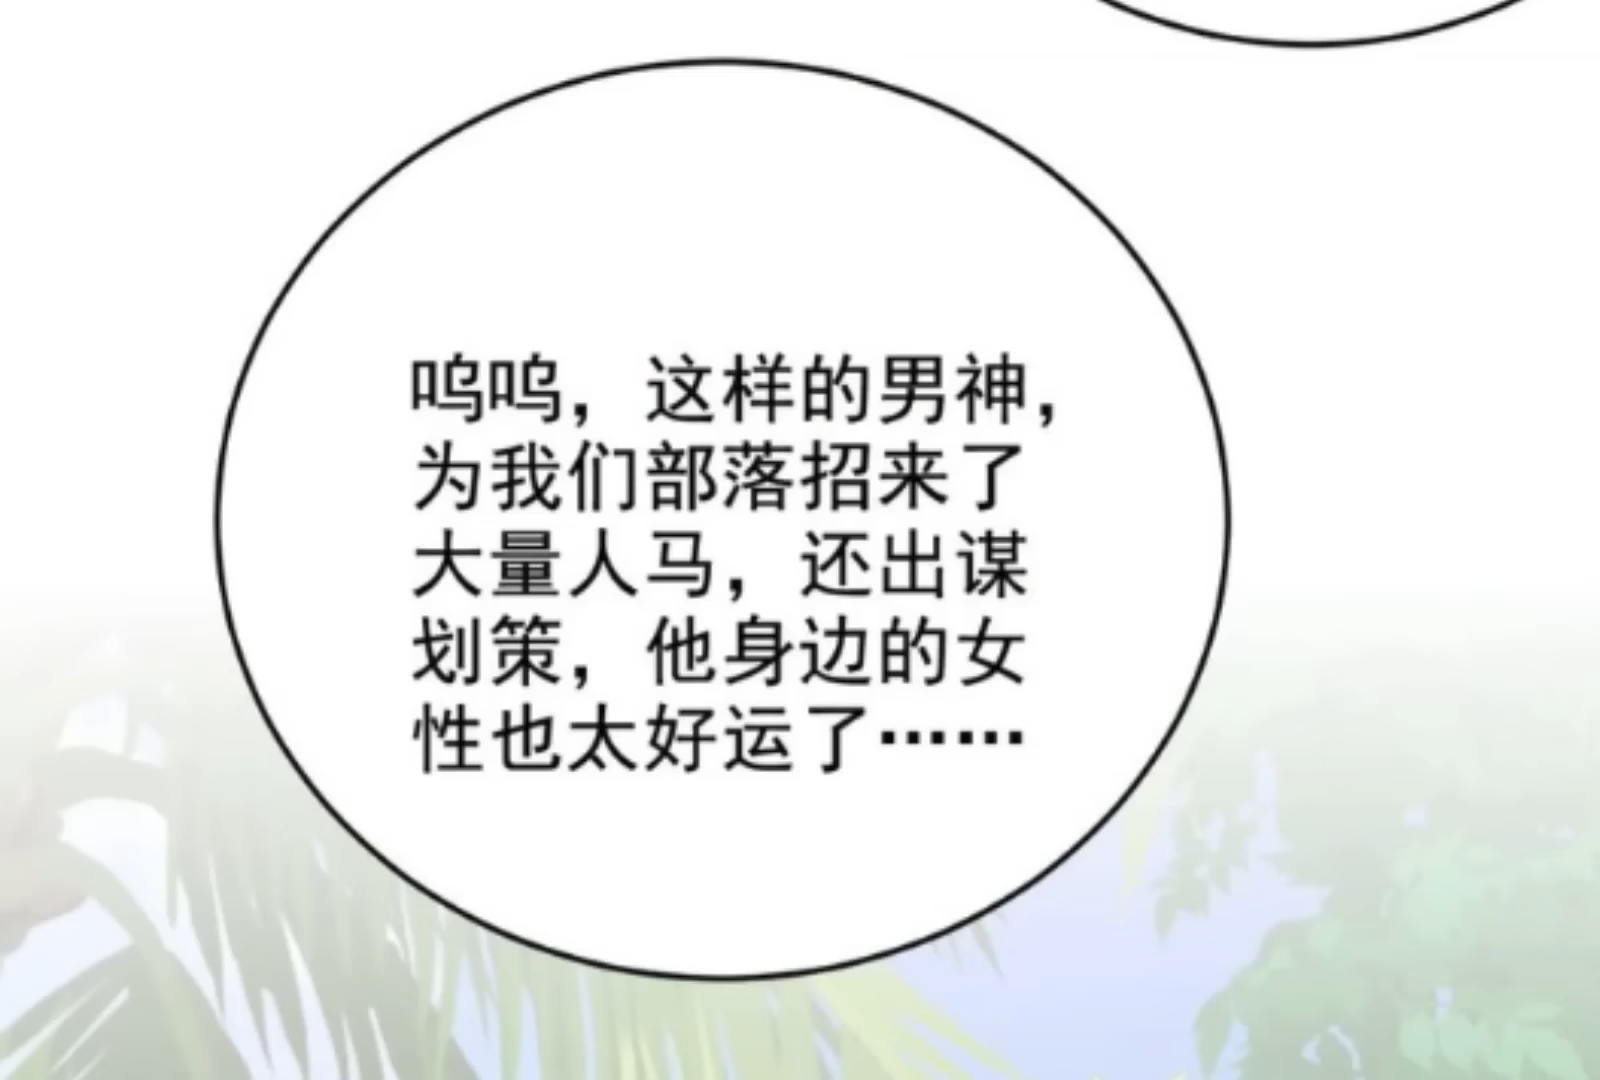 呜呜，这样的男神，
为我们部落招来了
大量人马，还出谋
划策，他身边的女
性也太好运了……